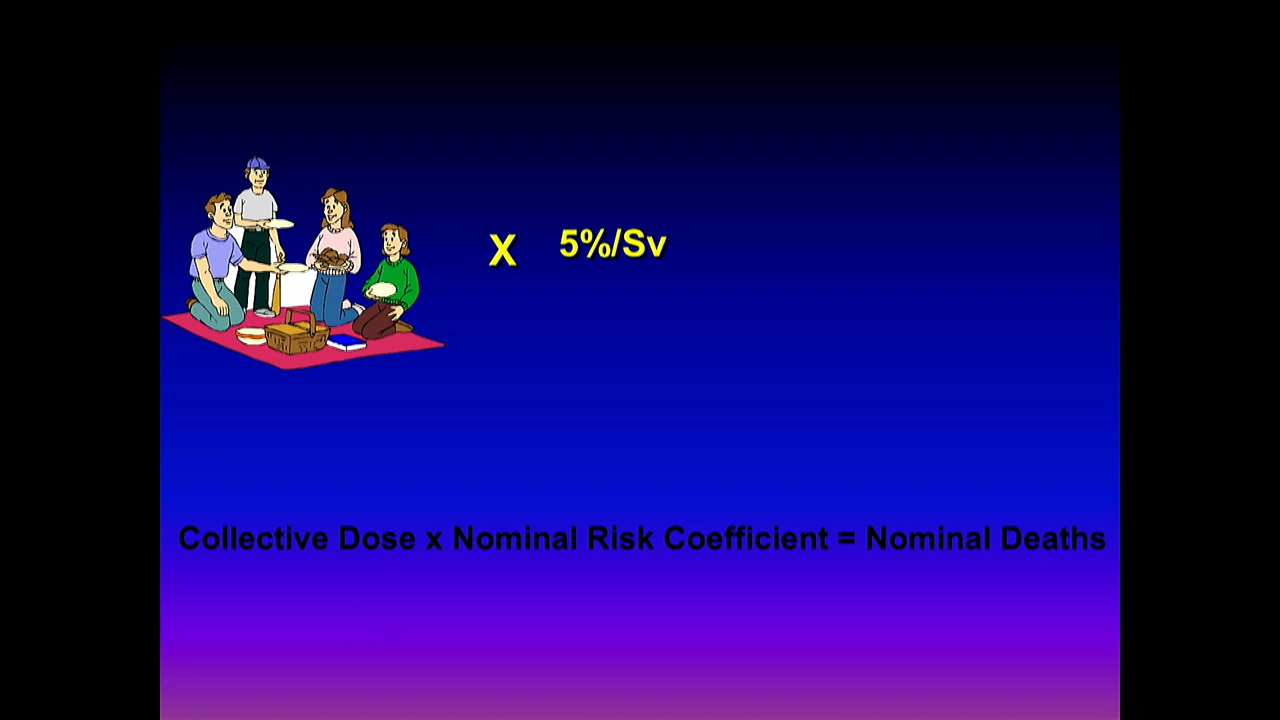 X 5%/Sv
Collective Dose x Nominal Risk Coefficient = Nominal Deaths